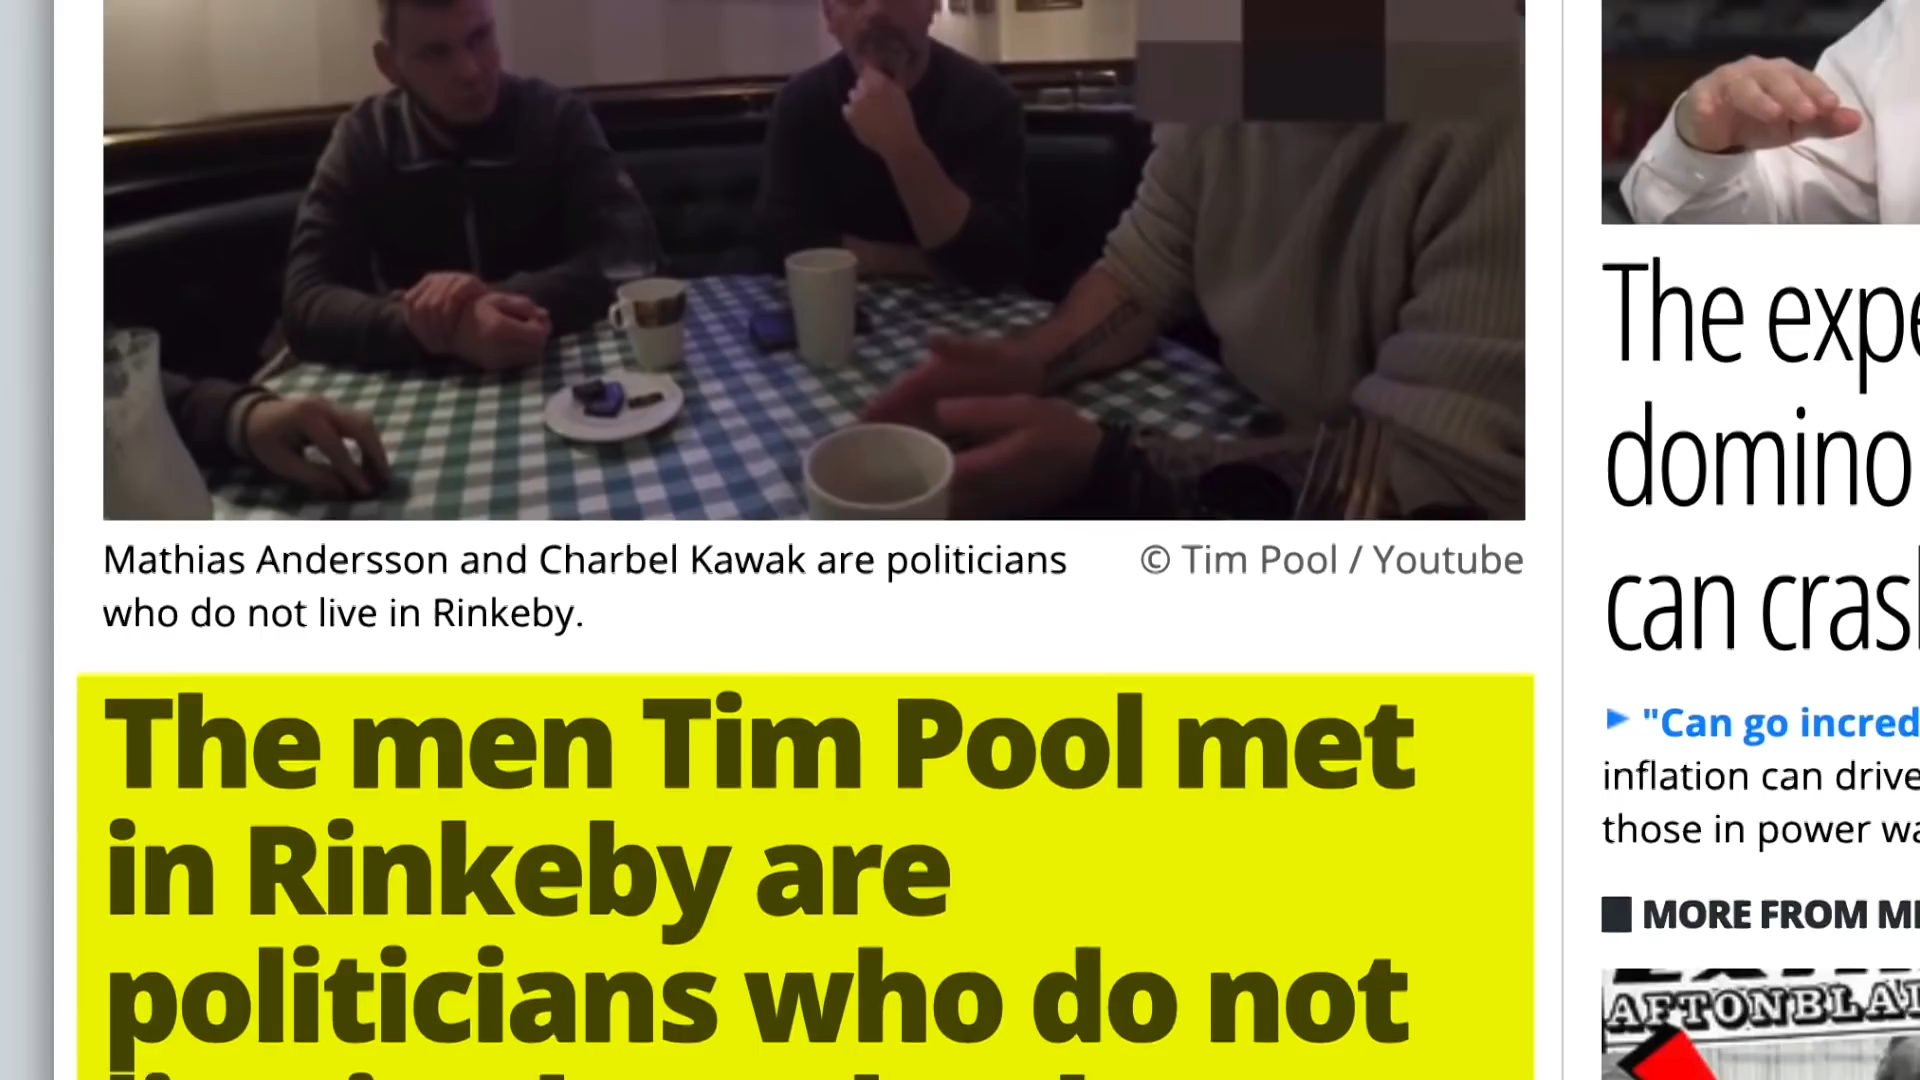 Mathias Andersson and Charbel Kawak are politicians
who do not live in Rinkeby.
© Tim Pool / Youtube
The men Tim Pool met
in Rinkeby are
politicians who do not
The expe
domino
can cras
"Can go incred
inflation can drive
those in power wa
MORE FROM M
AFTONBLA